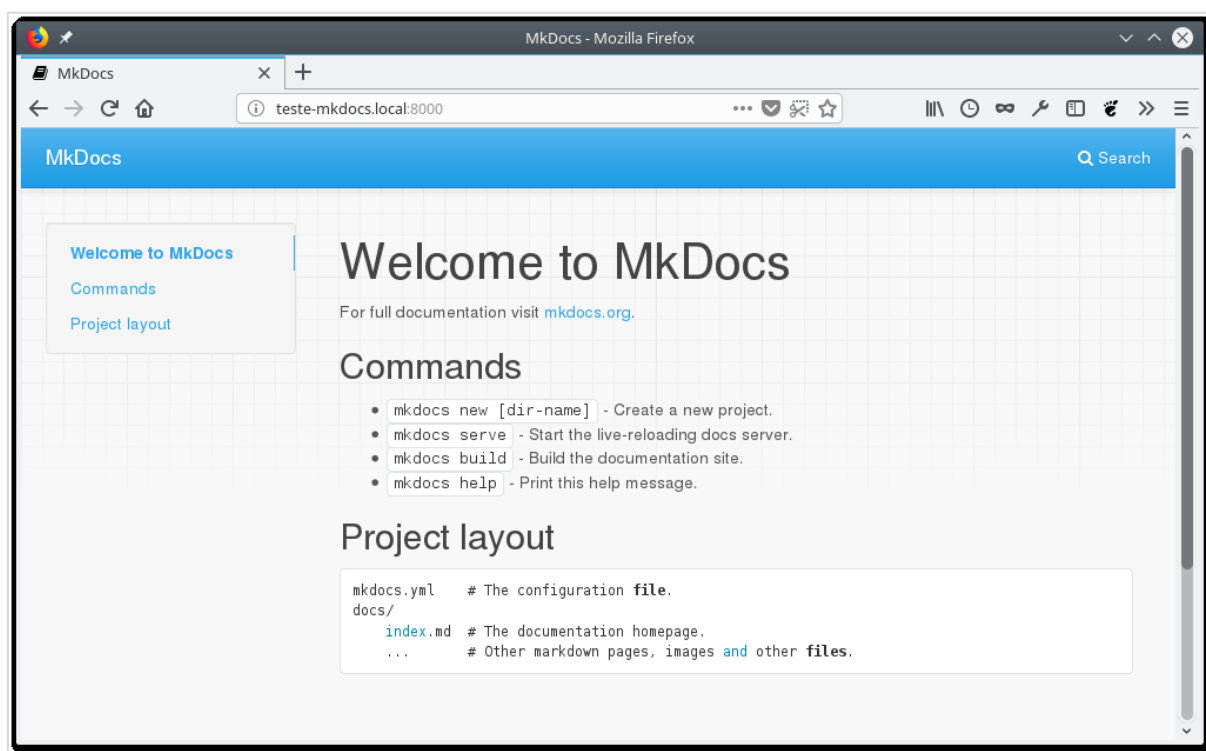 MkDocs - Mozilla Firefox
MkDocs
teste-mkdocs.local:8000
MkDocs
Search
Welcome to MkDocs
Commands
Project layout
Welcome to MkDocs
For full documentation visit mkdocs.org.
Commands
mkdocs new [dir-name] - Create a new project.
mkdocs serve - Start the live-reloading docs server.
mkdocs build - Build the documentation site.
mkdocs help - Print this help message.
Project layout
mkdocs.yml    # The configuration file.
docs/
    index.md  # The documentation homepage.
    ...       # Other markdown pages, images and other files.